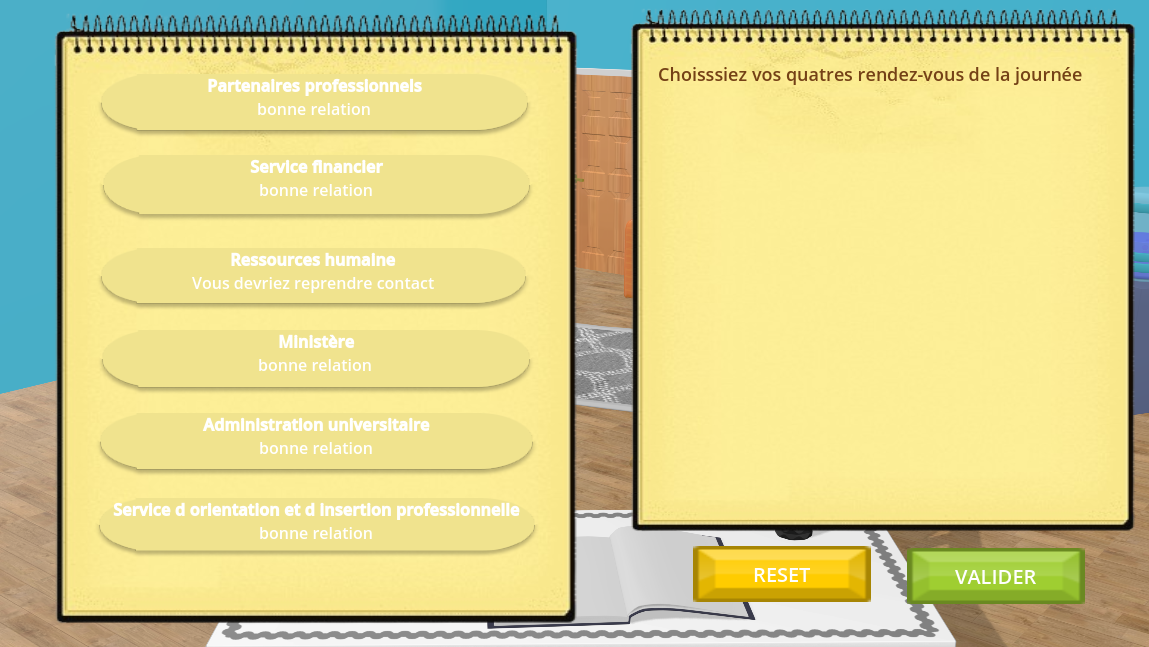 Partenaires professionnels
bonne relation
Service financier
bonne relation
Ressources humaine
Vous devriez reprendre contact
Ministère
bonne relation
Administration universitaire
bonne relation
Service d orientation et d insertion professionnelle
bonne relation
Choisssiez vos quatres rendez-vous de la journée
RESET
VALIDER